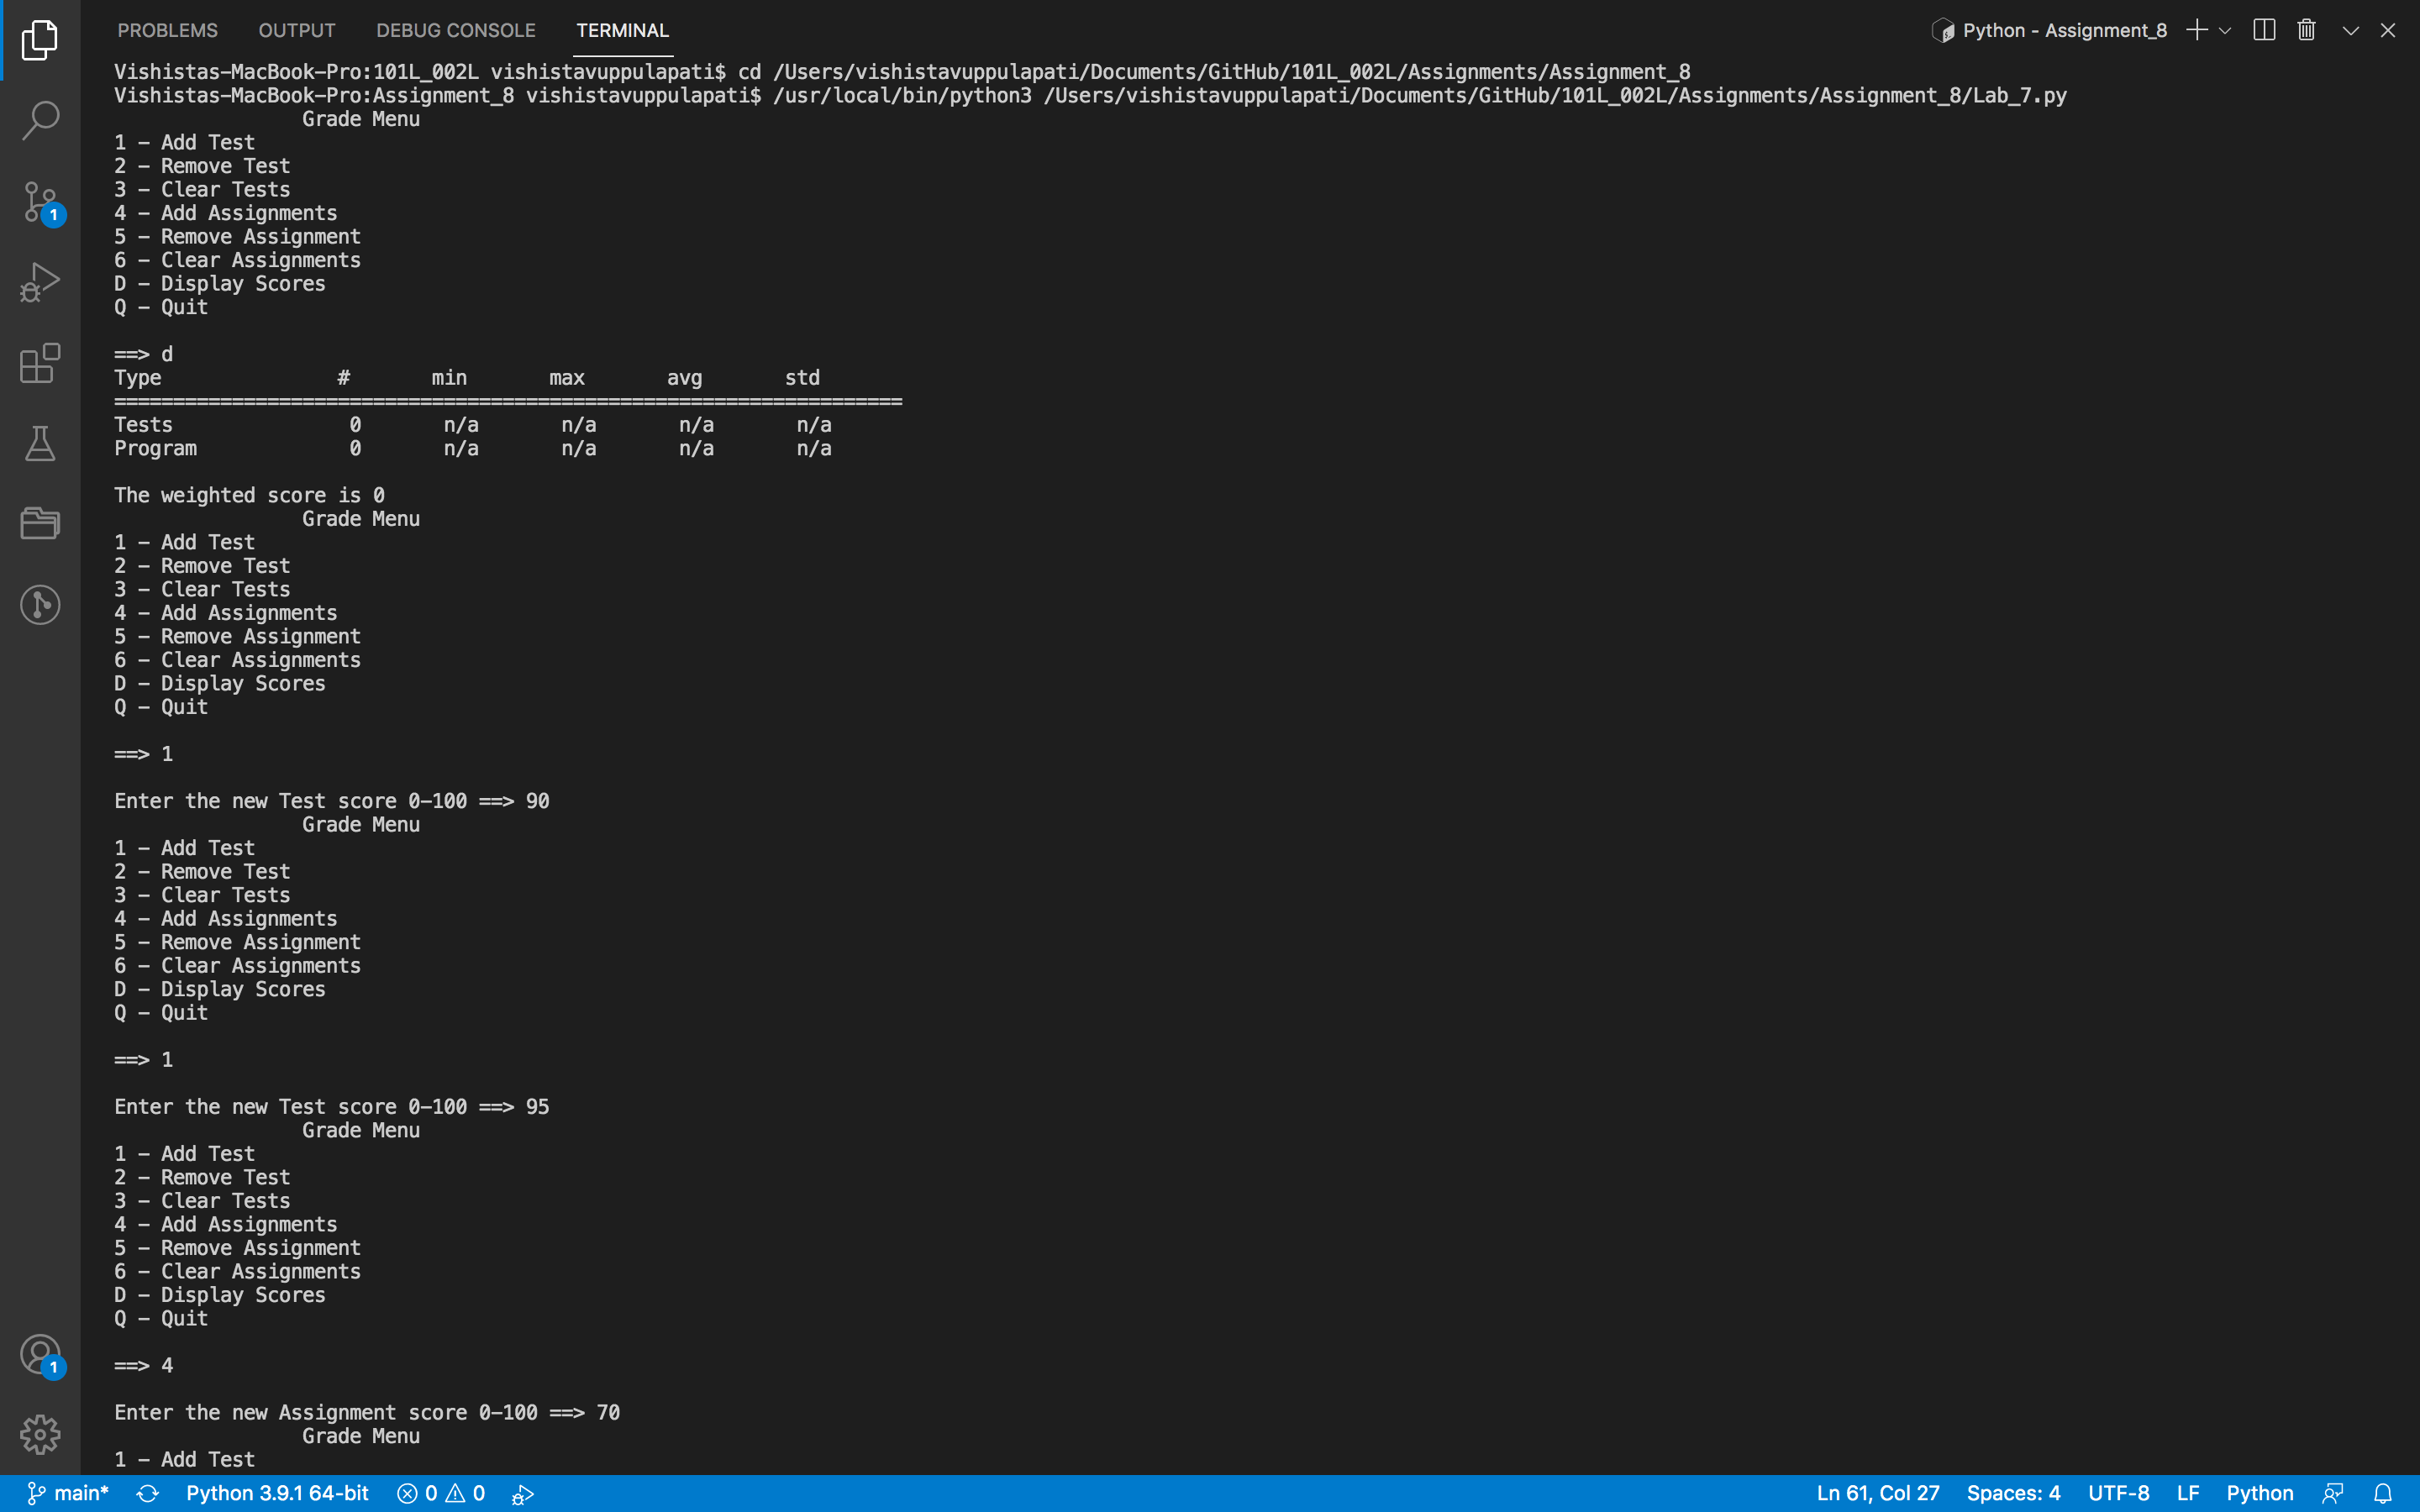 PROBLEMS OUTPUT DEBUG CONSOLE TERMINAL Python - Assignment_8
Vishistas-MacBook-Pro:101L_002L vishistavuppulapati$ cd /Users/vishistavuppulapati/Documents/GitHub/101L_002L/Assignments/Assignment_8
Vishistas-MacBook-Pro:Assignment_8 vishistavuppulapati$ /usr/local/bin/python3 /Users/vishistavuppulapati/Documents/GitHub/101L_002L/Assignments/Assignment_8/Lab_7.py
Grade Menu
1 - Add Test
2 - Remove Test
3 - Clear Tests
4 - Add Assignments
5 - Remove Assignment
6 - Clear Assignments
D - Display Scores
Q - Quit
==> d
Type # min max avg std
===================================================================
Tests 0 n/a n/a n/a n/a
Program 0 n/a n/a n/a n/a
The weighted score is 0
Grade Menu
1 - Add Test
2 - Remove Test
3 - Clear Tests
4 - Add Assignments
5 - Remove Assignment
6 - Clear Assignments
D - Display Scores
Q - Quit
==> 1
Enter the new Test score 0-100 ==> 90
Grade Menu
1 - Add Test
2 - Remove Test
3 - Clear Tests
4 - Add Assignments
5 - Remove Assignment
6 - Clear Assignments
D - Display Scores
Q - Quit
==> 1
Enter the new Test score 0-100 ==> 95
Grade Menu
1 - Add Test
2 - Remove Test
3 - Clear Tests
4 - Add Assignments
5 - Remove Assignment
6 - Clear Assignments
D - Display Scores
Q - Quit
==> 4
Enter the new Assignment score 0-100 ==> 70
Grade Menu
1 - Add Test
1
1
main* Python 3.9.1 64-bit 0 0 Ln 61, Col 27 Spaces: 4 UTF-8 LF Python